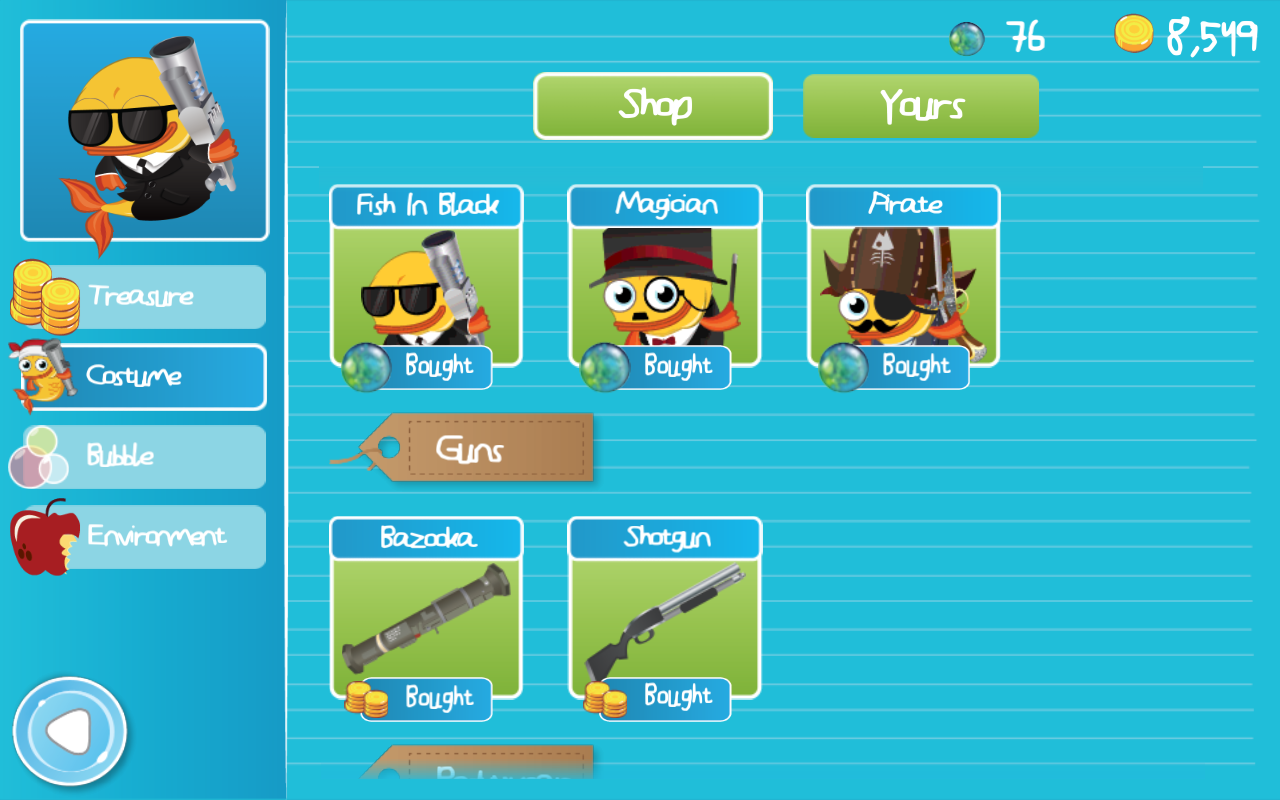 76
8,549
Shop
Yours
Fish In Black
Magician
Pirate
Treasure
Costume
Bought
Bought
Bought
Bubble
Guns
Environment
Bazooka
Shotgun
Bought
Bought